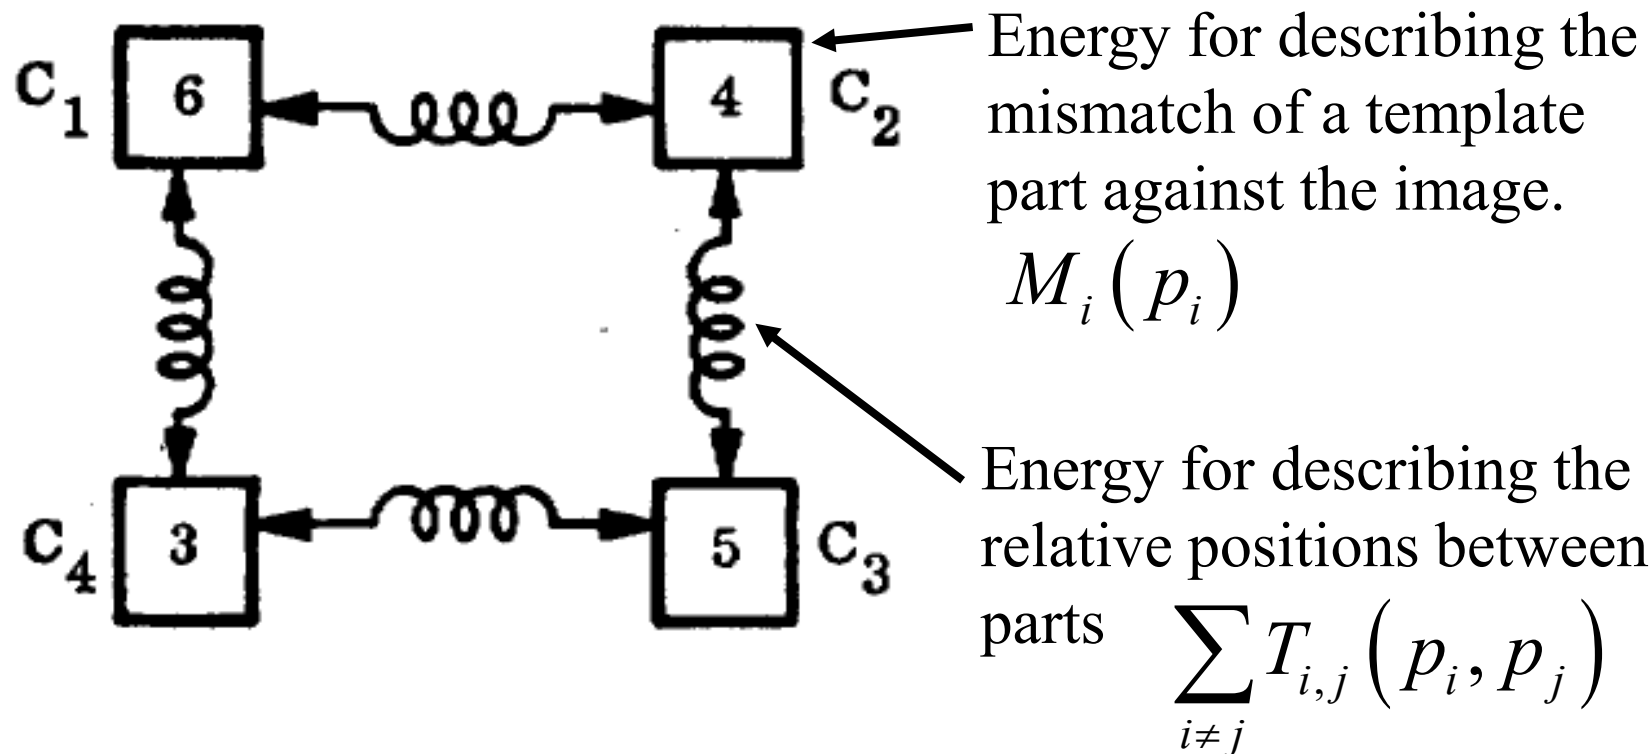 C₁ 6 4 C₂
Energy for describing the
mismatch of a template
part against the image.
M_i ( p_i )
C₄ 3 5 C₃
Energy for describing the
relative positions between
parts ∑_{i≠j} T_{i,j} ( p_i , p_j )